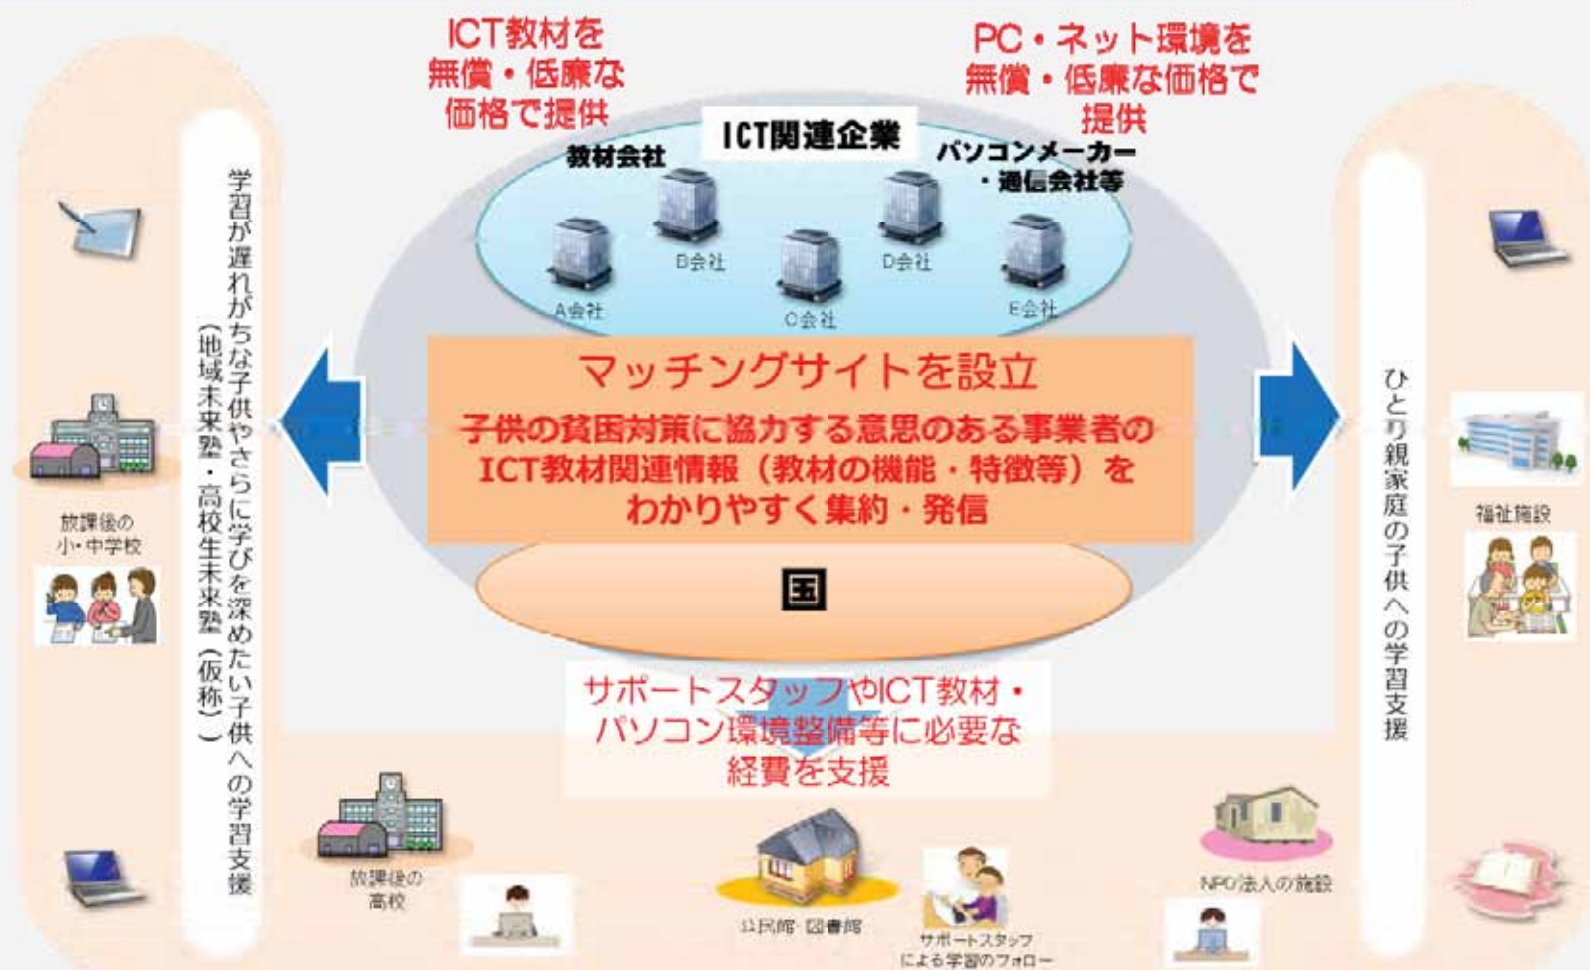 ICT教材を
無償・低廉な
価格で提供
PC・ネット環境を
無償・低廉な価格で
提供
ICT関連企業
教材会社
パソコンメーカー
・通信会社等
A会社
B会社
C会社
D会社
E会社
マッチングサイトを設立
子供の貧困対策に協力する意思のある事業者の
ICT教材関連情報（教材の機能・特徴等）を
わかりやすく集約・発信
国
サポートスタッフやICT教材・
パソコン環境整備等に必要な
経費を支援
学習が遅れがちな子供やさらに学びを深めたい子供への学習支援
（地域未来塾・高校生未来塾（仮称））
放課後の
小・中学校
ひとり親家庭の子供への学習支援
福祉施設
放課後の
高校
公民館・図書館
サポートスタッフ
による学習のフォロー
NPO法人の施設